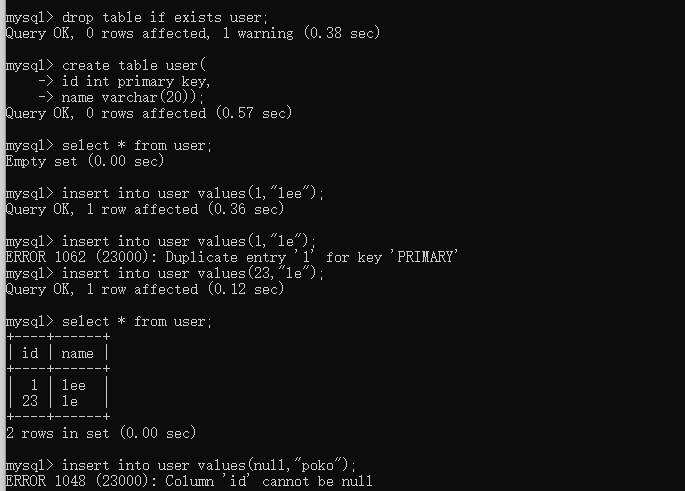 mysql> drop table if exists user;
Query OK, 0 rows affected, 1 warning (0.38 sec)
mysql> create table user(
    -> id int primary key,
    -> name varchar(20));
Query OK, 0 rows affected (0.57 sec)
mysql> select * from user;
Empty set (0.00 sec)
mysql> insert into user values(1,"lee");
Query OK, 1 row affected (0.36 sec)
mysql> insert into user values(1,"le");
ERROR 1062 (23000): Duplicate entry '1' for key 'PRIMARY'
mysql> insert into user values(23,"le");
Query OK, 1 row affected (0.12 sec)
mysql> select * from user;
+----+------+
| id | name |
+----+------+
|  1 | lee  |
| 23 | le   |
+----+------+
2 rows in set (0.00 sec)
mysql> insert into user values(null,"poko");
ERROR 1048 (23000): Column 'id' cannot be null